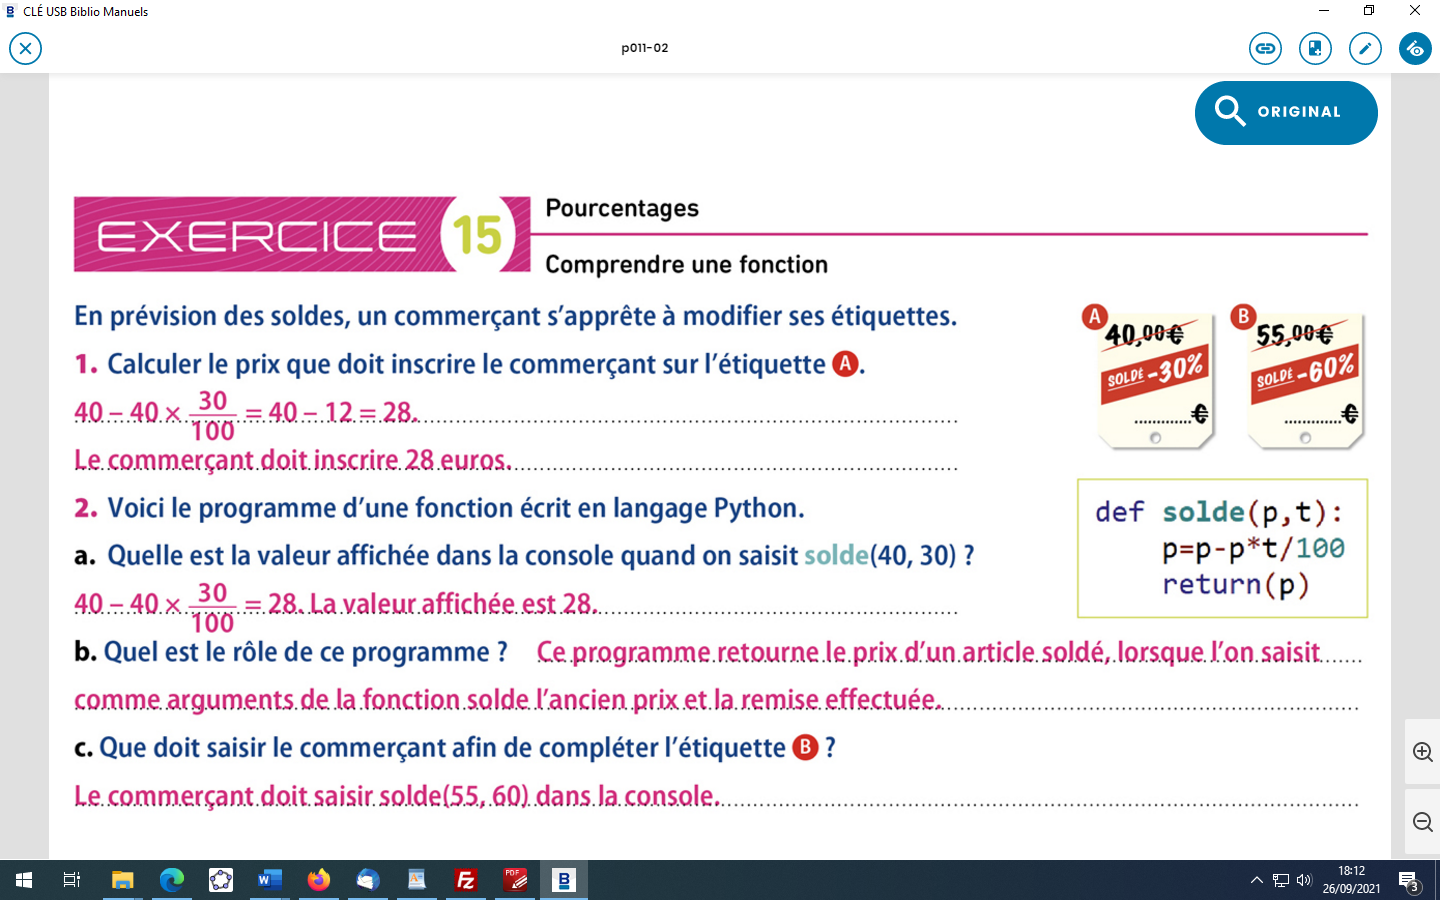 CLÉ USB Biblio Manuels
p011-02
ORIGINAL
EXERCICE 15
Pourcentages
Comprendre une fonction
En prévision des soldes, un commerçant s'apprête à modifier ses étiquettes.
1. Calculer le prix que doit inscrire le commerçant sur l'étiquette A.
40 – 40 × 30/100 = 40 – 12 = 28.
Le commerçant doit inscrire 28 euros.
A
40,00€
SOLDÉ -30%
............€
B
55,00€
SOLDÉ -60%
............€
2. Voici le programme d'une fonction écrit en langage Python.
a. Quelle est la valeur affichée dans la console quand on saisit solde(40, 30) ?
40 – 40 × 30/100 = 28. La valeur affichée est 28.
def solde(p,t):
p=p-p*t/100
return(p)
b. Quel est le rôle de ce programme ? Ce programme retourne le prix d'un article soldé, lorsque l'on saisit
comme arguments de la fonction solde l'ancien prix et la remise effectuée.
c. Que doit saisir le commerçant afin de compléter l'étiquette B ?
Le commerçant doit saisir solde(55, 60) dans la console.
18:12
26/09/2021
3